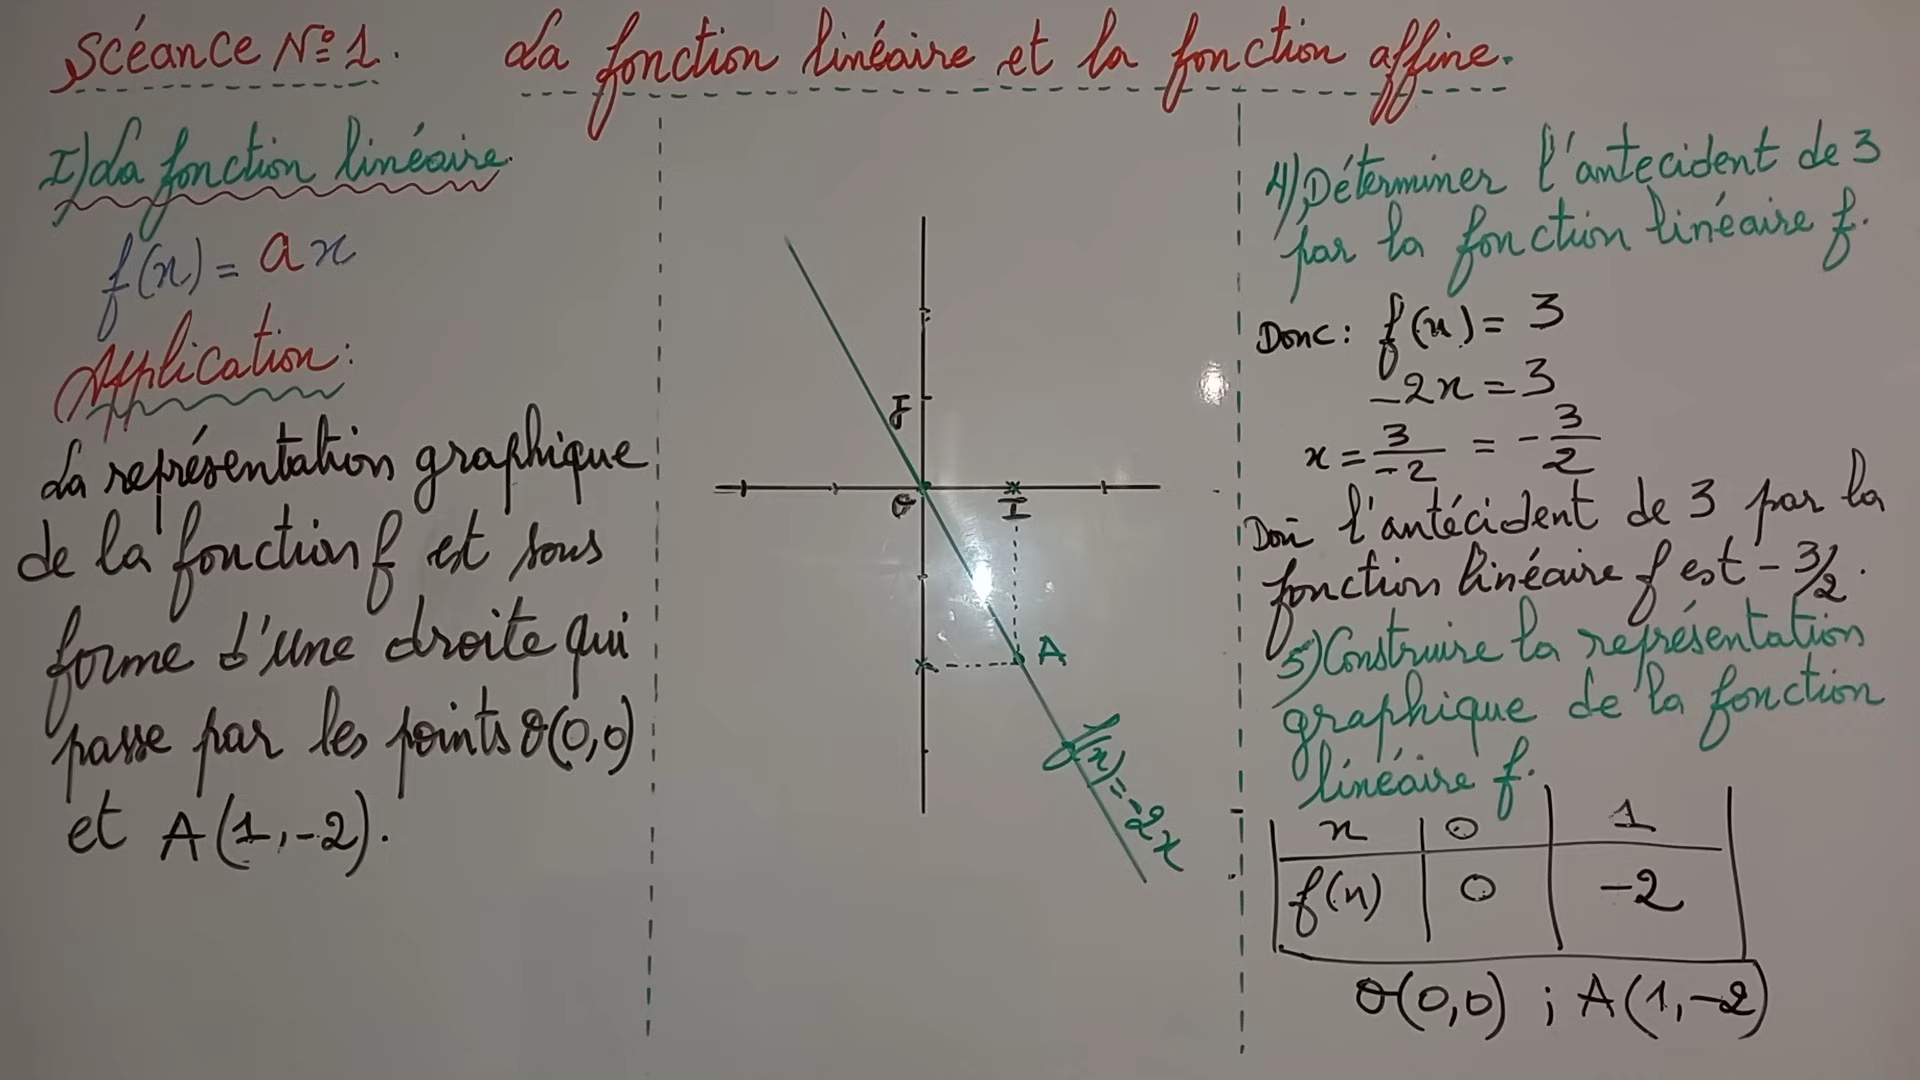 Scéance N° 1. La fonction linéaire et la fonction affine.
I) La fonction linéaire.
f(x) = ax
Application:
La représentation graphique
de la fonction f est sous
forme d'une droite qui
passe par les points O(0,0)
et A(1,-2).
J
O
I
A
f(x) = -2x
4) Déterminer l'antecident de 3
par la fonction linéaire f.
Donc: f(x) = 3
-2x = 3
x = 3/-2 = -3/2
Doù l'antécident de 3 par la
fonction linéaire f est -3/2.
5) Construire la représentation
graphique de la fonction
linéaire f.
x 0 1
f(x) 0 -2
O(0,0) ; A(1,-2)